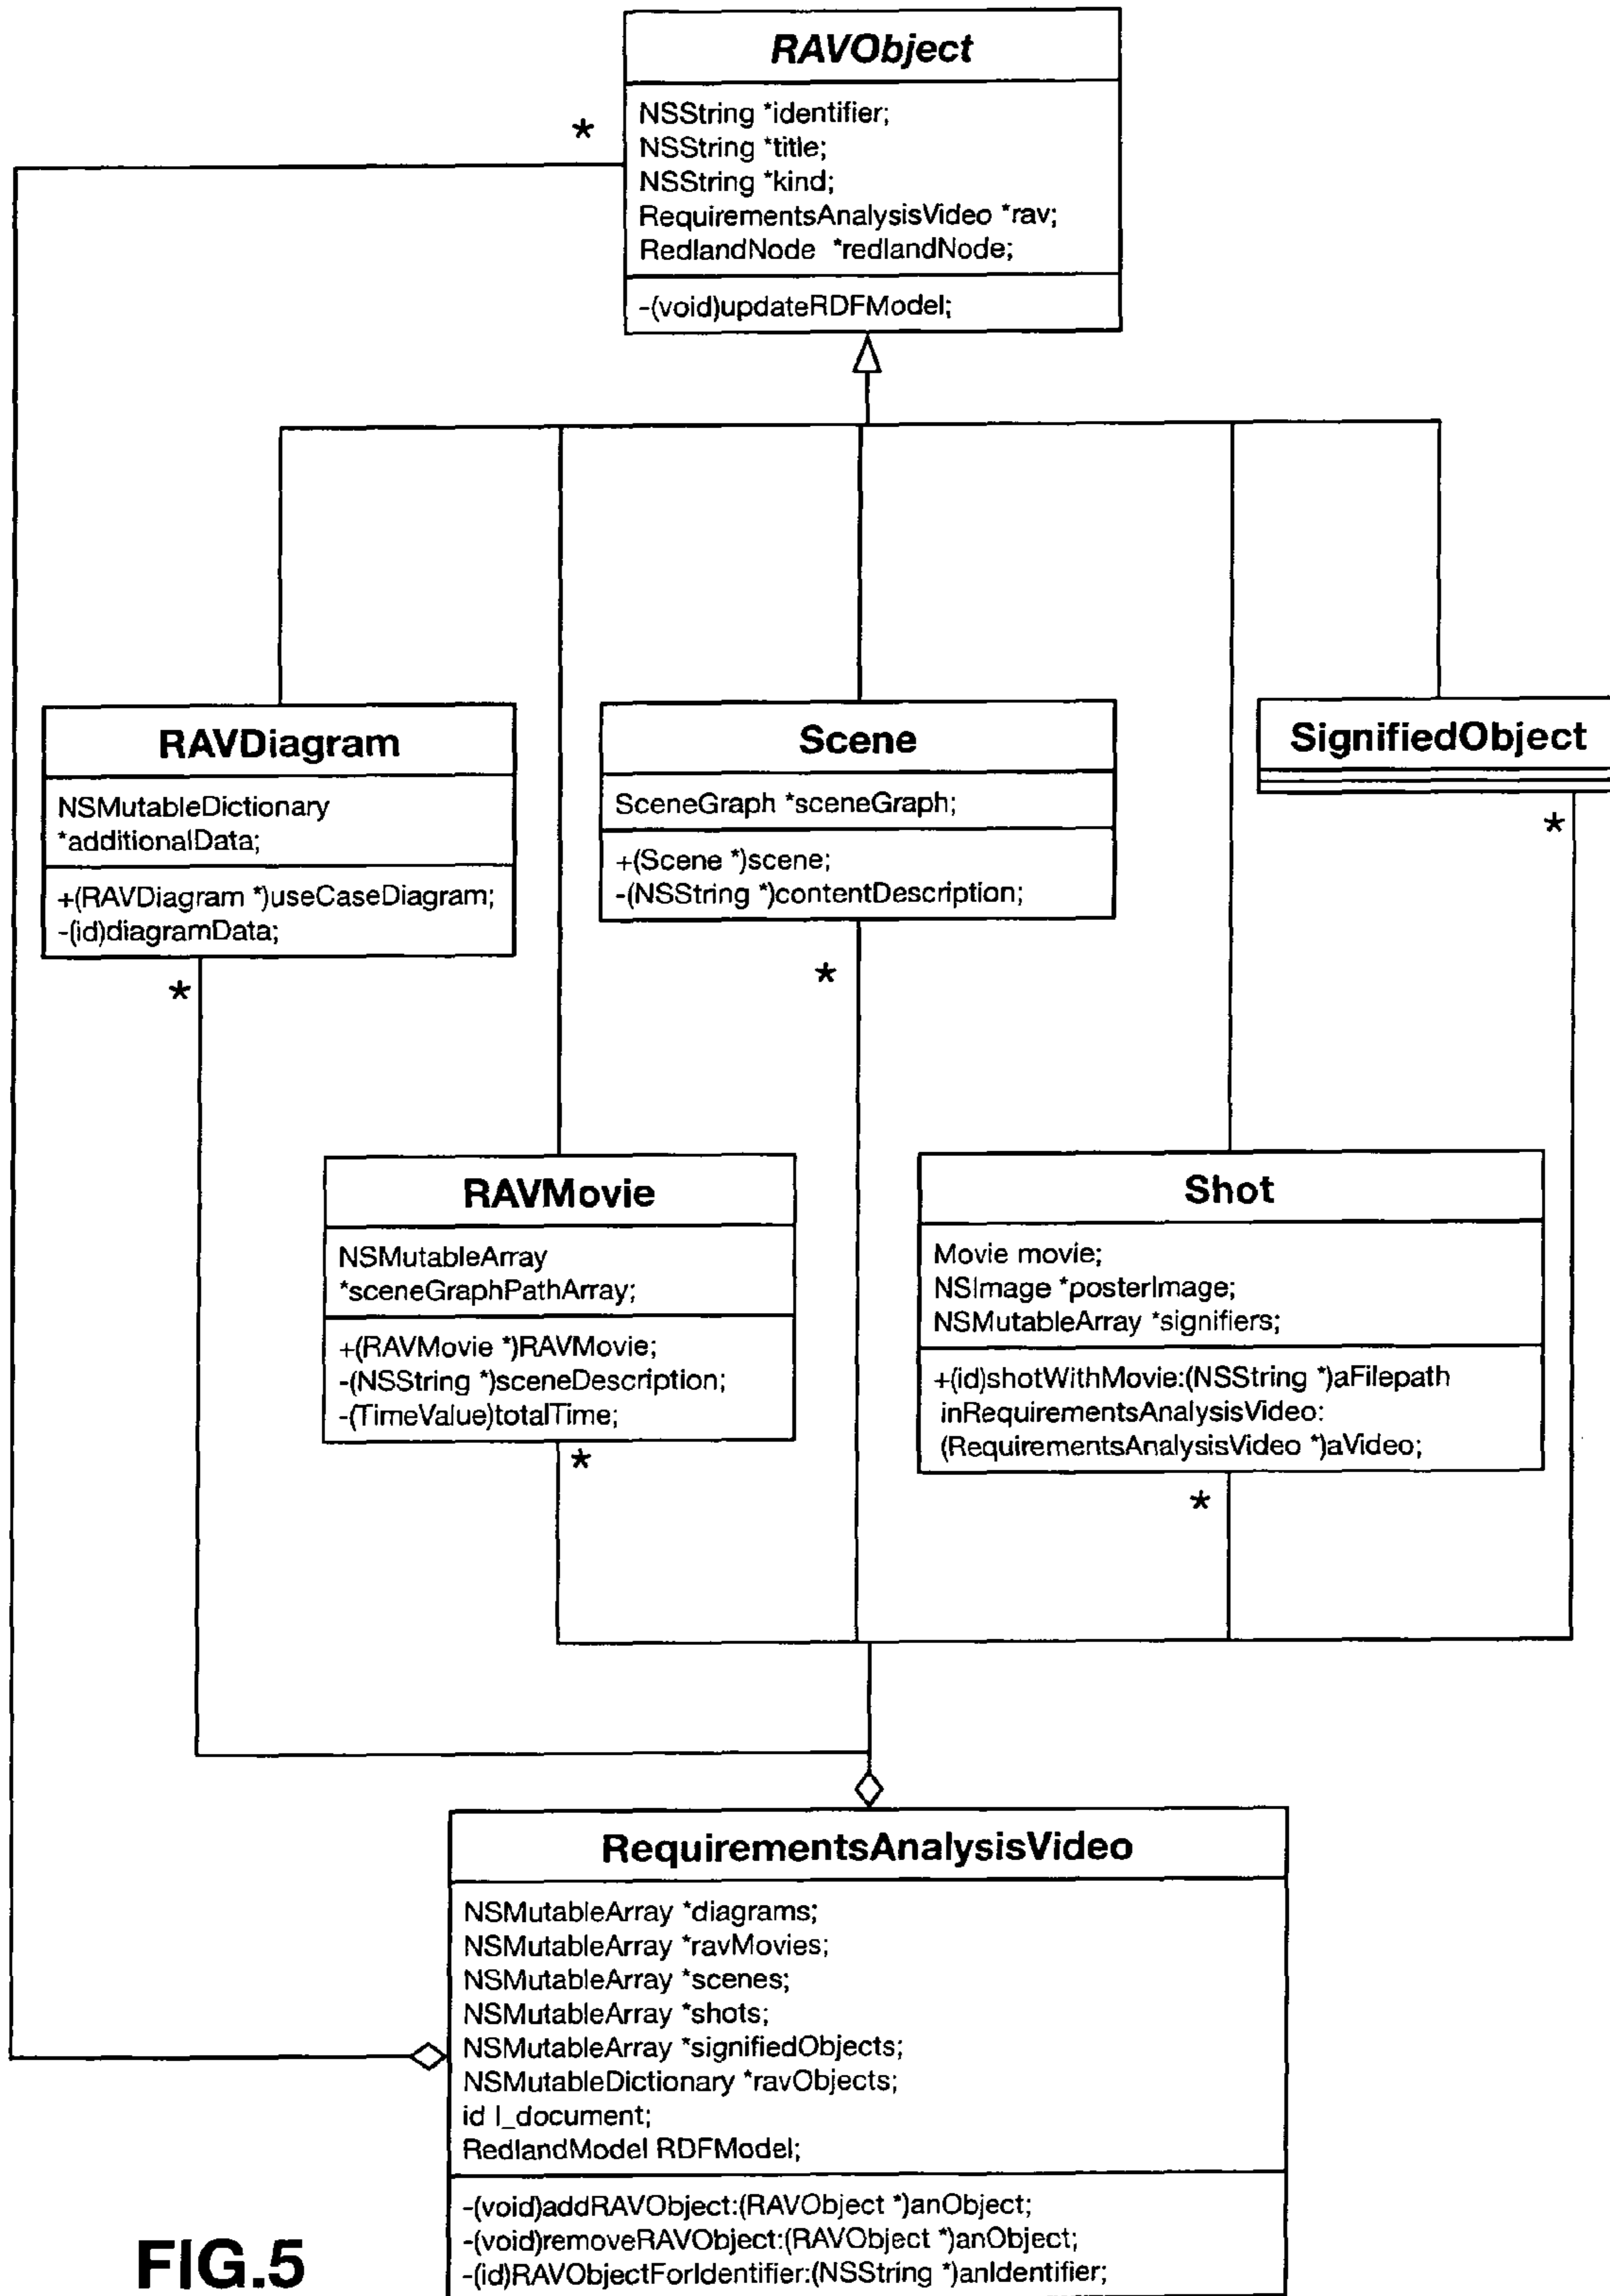 RAVObject
NSString *identifier;
NSString *title;
NSString *kind;
RequirementsAnalysisVideo *rav;
RedlandNode *redlandNode;
-(void)updateRDFModel;
*
RAVDiagram
NSMutableDictionary
*additionalData;
+(RAVDiagram *)useCaseDiagram;
-(id)diagramData;
*
Scene
SceneGraph *sceneGraph;
+(Scene *)scene;
-(NSString *)contentDescription;
*
SignifiedObject
*
RAVMovie
NSMutableArray
*sceneGraphPathArray;
+(RAVMovie *)RAVMovie;
-(NSString *)sceneDescription;
-(TimeValue)totalTime;
*
Shot
Movie movie;
NSImage *posterImage;
NSMutableArray *signifiers;
+(id)shotWithMovie:(NSString *)aFilepath
inRequirementsAnalysisVideo:
(RequirementsAnalysisVideo *)aVideo;
*
RequirementsAnalysisVideo
NSMutableArray *diagrams;
NSMutableArray *ravMovies;
NSMutableArray *scenes;
NSMutableArray *shots;
NSMutableArray *signifiedObjects;
NSMutableDictionary *ravObjects;
id l_document;
RedlandModel RDFModel;
-(void)addRAVObject:(RAVObject *)anObject;
-(void)removeRAVObject:(RAVObject *)anObject;
-(id)RAVObjectForIdentifier:(NSString *)anIdentifier;
FIG.5